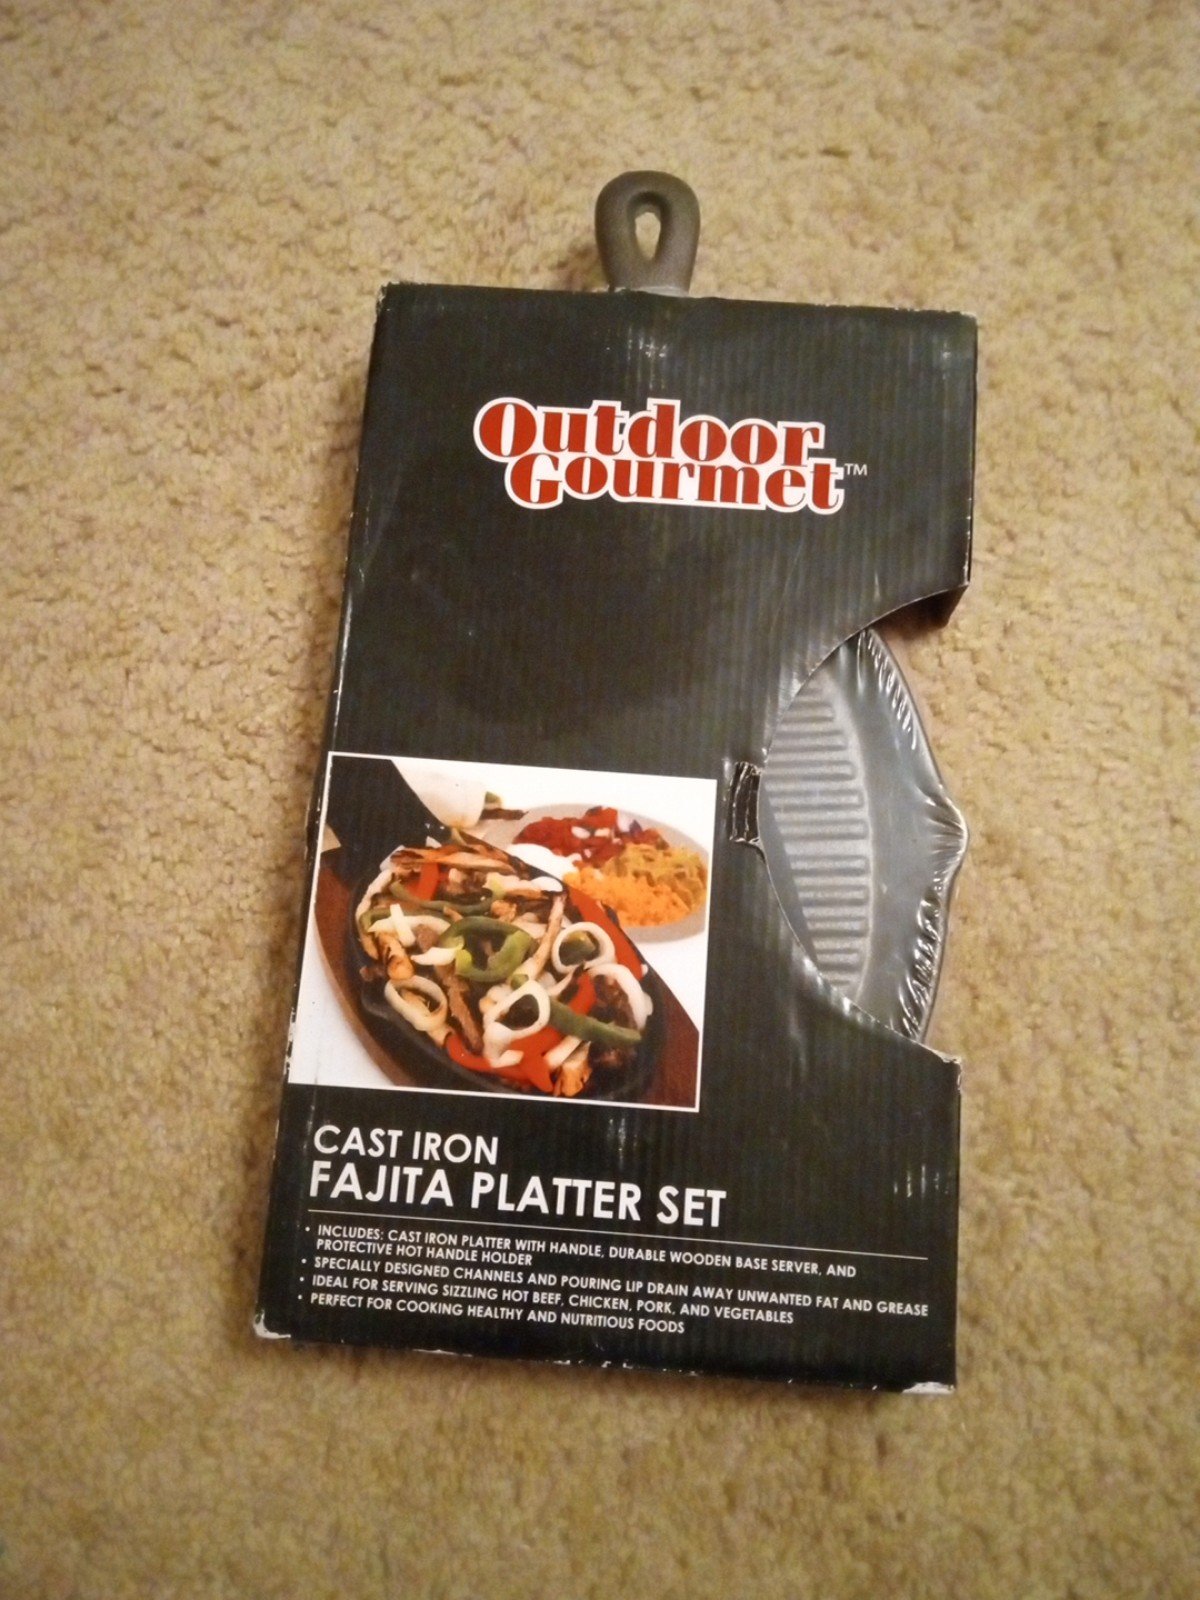 Outdoor
Gourmet™
CAST IRON
FAJITA PLATTER SET
• INCLUDES: CAST IRON PLATTER WITH HANDLE, DURABLE WOODEN BASE SERVER, AND
PROTECTIVE HOT HANDLE HOLDER
• SPECIALLY DESIGNED CHANNELS AND POURING LIP DRAIN AWAY UNWANTED FAT AND GREASE
• IDEAL FOR SERVING SIZZLING HOT BEEF, CHICKEN, PORK, AND VEGETABLES
• PERFECT FOR COOKING HEALTHY AND NUTRITIOUS FOODS